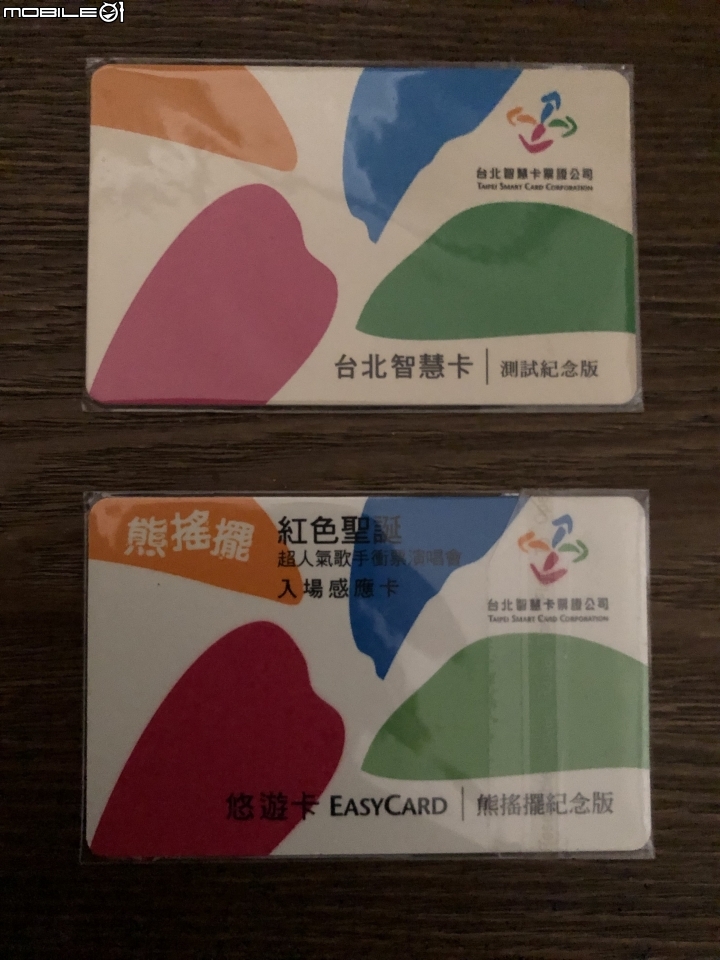 MOBILE01
台北智慧卡票證公司
TAIPEI SMART CARD CORPORATION
台北智慧卡 | 測試紀念版
熊搖擺
紅色聖誕
超人氣歌手衝票演唱會
入場感應卡
台北智慧卡票證公司
TAIPEI SMART CARD CORPORATION
悠遊卡 EASYCARD | 熊搖擺紀念版